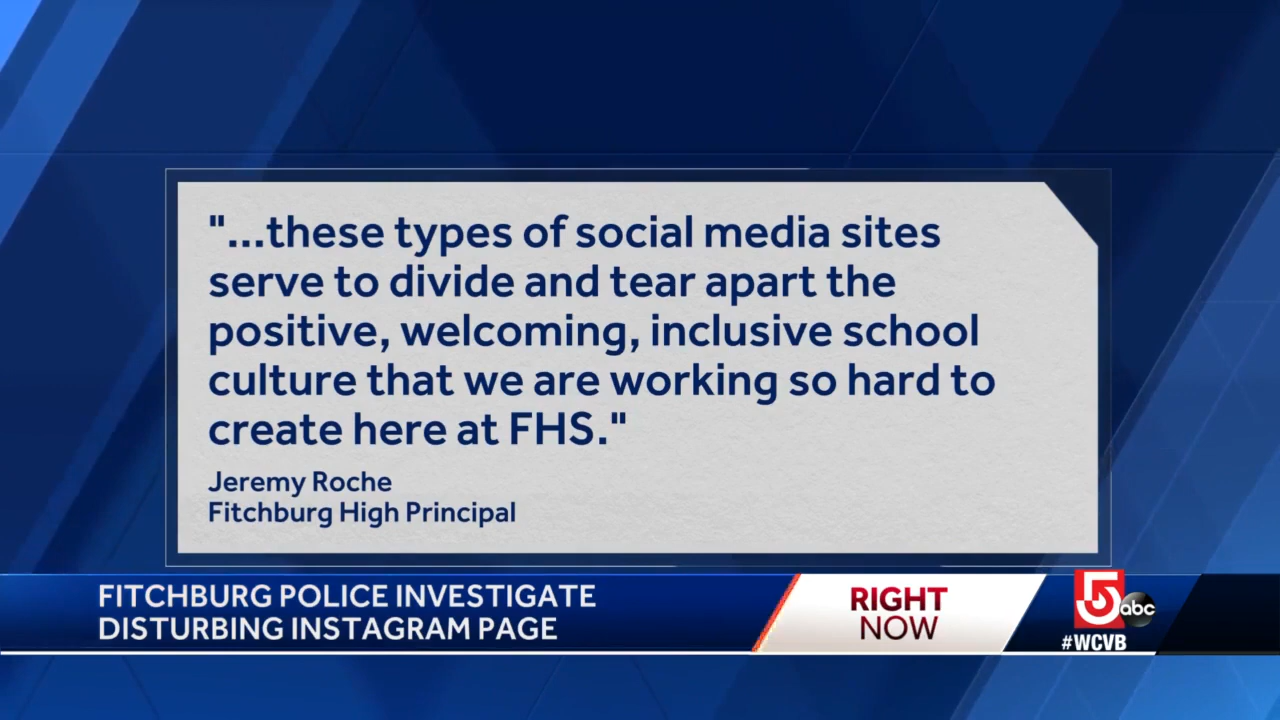 "...these types of social media sites
serve to divide and tear apart the
positive, welcoming, inclusive school
culture that we are working so hard to
create here at FHS."
Jeremy Roche
Fitchburg High Principal
FITCHBURG POLICE INVESTIGATE
DISTURBING INSTAGRAM PAGE
RIGHT
NOW
5 abc
#WCVB